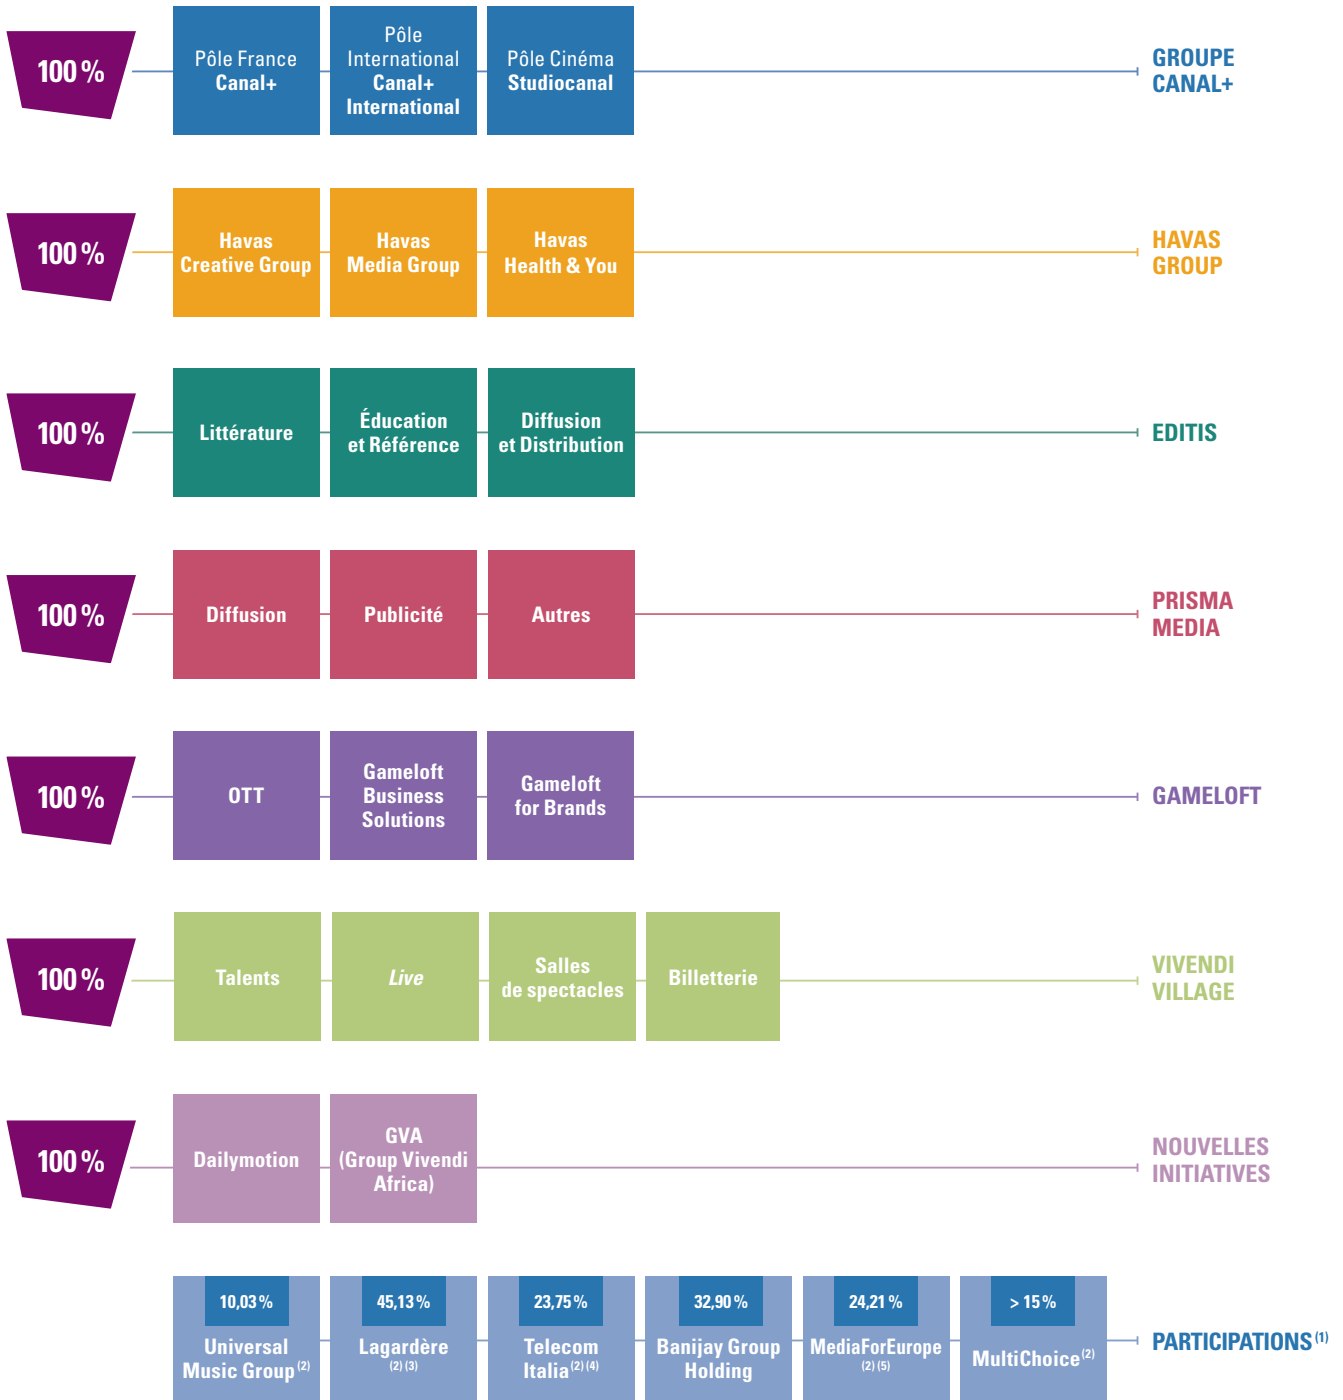 100 %
Pôle France
Canal+
Pôle
International
Canal+
International
Pôle Cinéma
Studiocanal
GROUPE
CANAL+
100 %
Havas
Creative Group
Havas
Media Group
Havas
Health & You
HAVAS
GROUP
100 %
Littérature
Éducation
et Référence
Diffusion
et Distribution
EDITIS
100 %
Diffusion
Publicité
Autres
PRISMA
MEDIA
100 %
OTT
Gameloft
Business
Solutions
Gameloft
for Brands
GAMELOFT
100 %
Talents
Live
Salles
de spectacles
Billetterie
VIVENDI
VILLAGE
100 %
Dailymotion
GVA
(Group Vivendi
Africa)
NOUVELLES
INITIATIVES
10,03 %
Universal
Music Group (2)
45,13 %
Lagardère
(2) (3)
23,75 %
Telecom
Italia (2) (4)
32,90 %
Banijay Group
Holding
24,21 %
MediaForEurope
(2) (5)
> 15 %
MultiChoice (2)
PARTICIPATIONS (1)